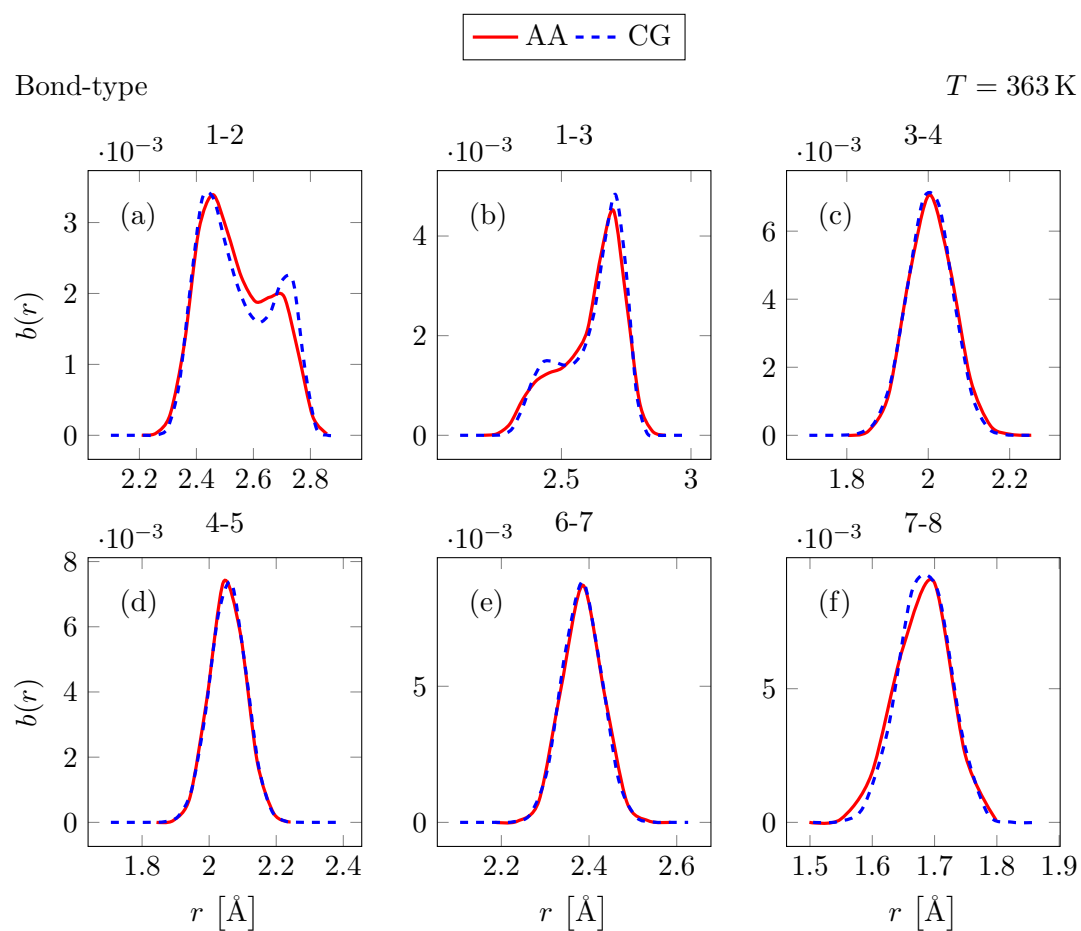 AA CG
Bond-type T = 363 K
·10⁻³ 1-2
(a)
b(r)
3
2
1
0
2.2 2.4 2.6 2.8
1-3
(b)
4
2
0
2.5 3
·10⁻³ 3-4
(c)
6
4
2
0
1.8 2 2.2
·10⁻³ 4-5
(d)
b(r)
8
6
4
2
0
1.8 2 2.2 2.4
r [Å]
·10⁻³ 6-7
(e)
5
0
2.2 2.4 2.6
r [Å]
·10⁻³ 7-8
(f)
5
0
1.5 1.6 1.7 1.8 1.9
r [Å]